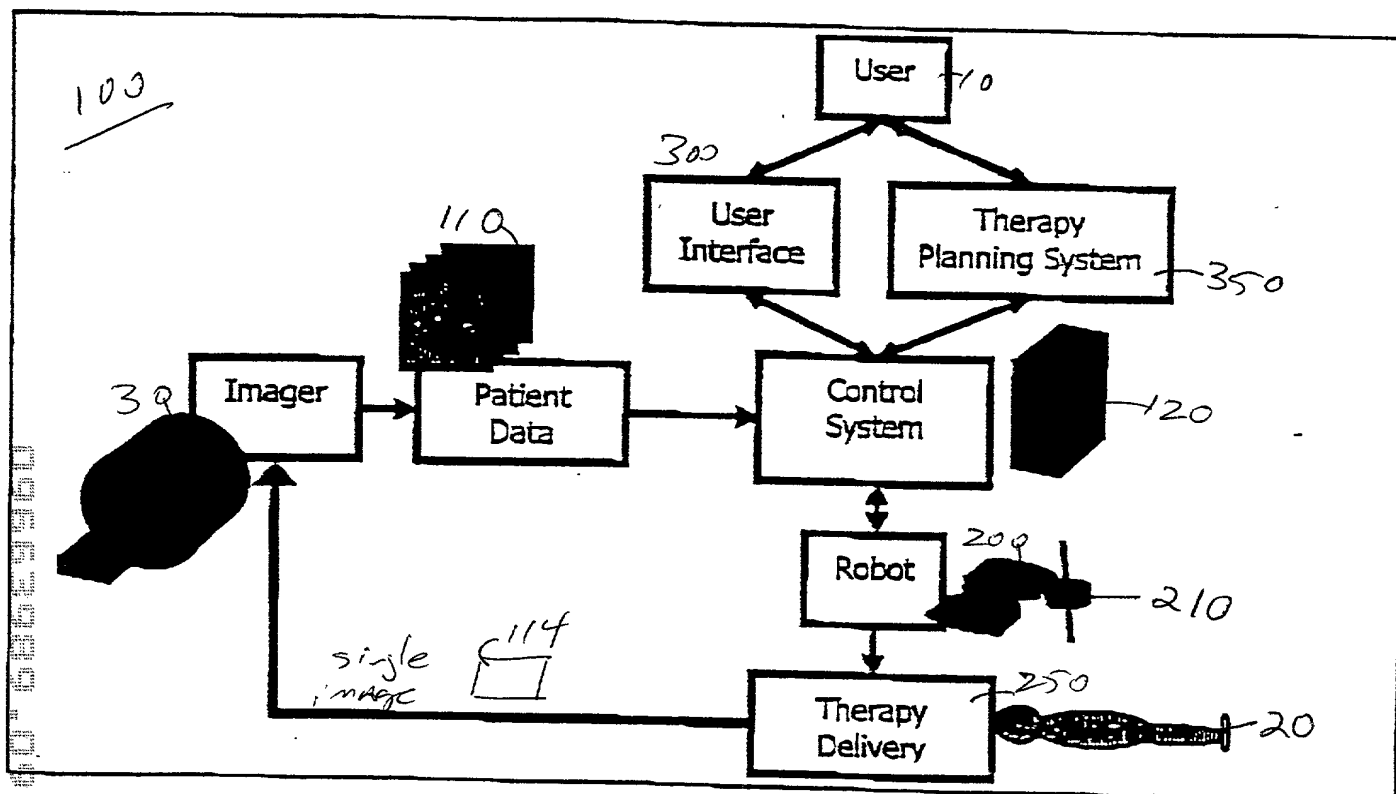 100
User
10
300
User
Interface
Therapy
Planning System
350
110
30
Imager
Patient
Data
Control
System
120
Robot
200
210
single
image
114
Therapy
Delivery
250
20